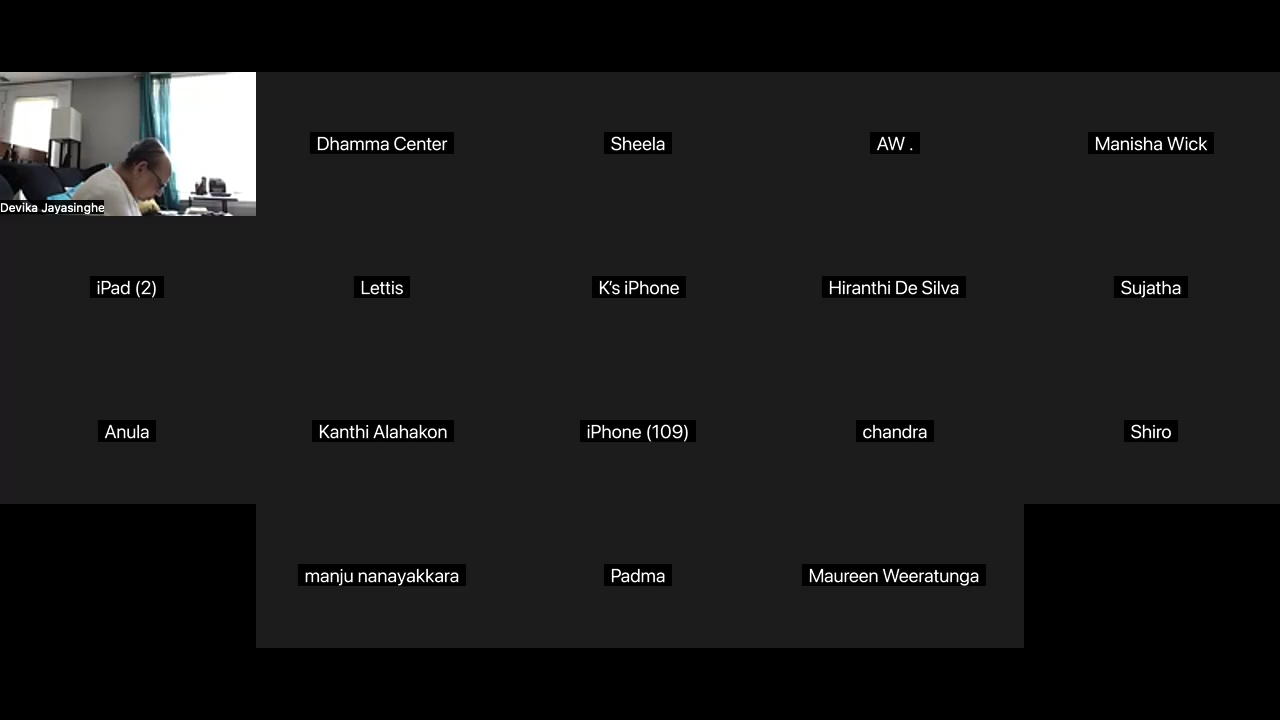 Devika Jayasinghe
Dhamma Center
Sheela
AW .
Manisha Wick
iPad (2)
Lettis
K's iPhone
Hiranthi De Silva
Sujatha
Anula
Kanthi Alahakon
iPhone (109)
chandra
Shiro
manju nanayakkara
Padma
Maureen Weeratunga